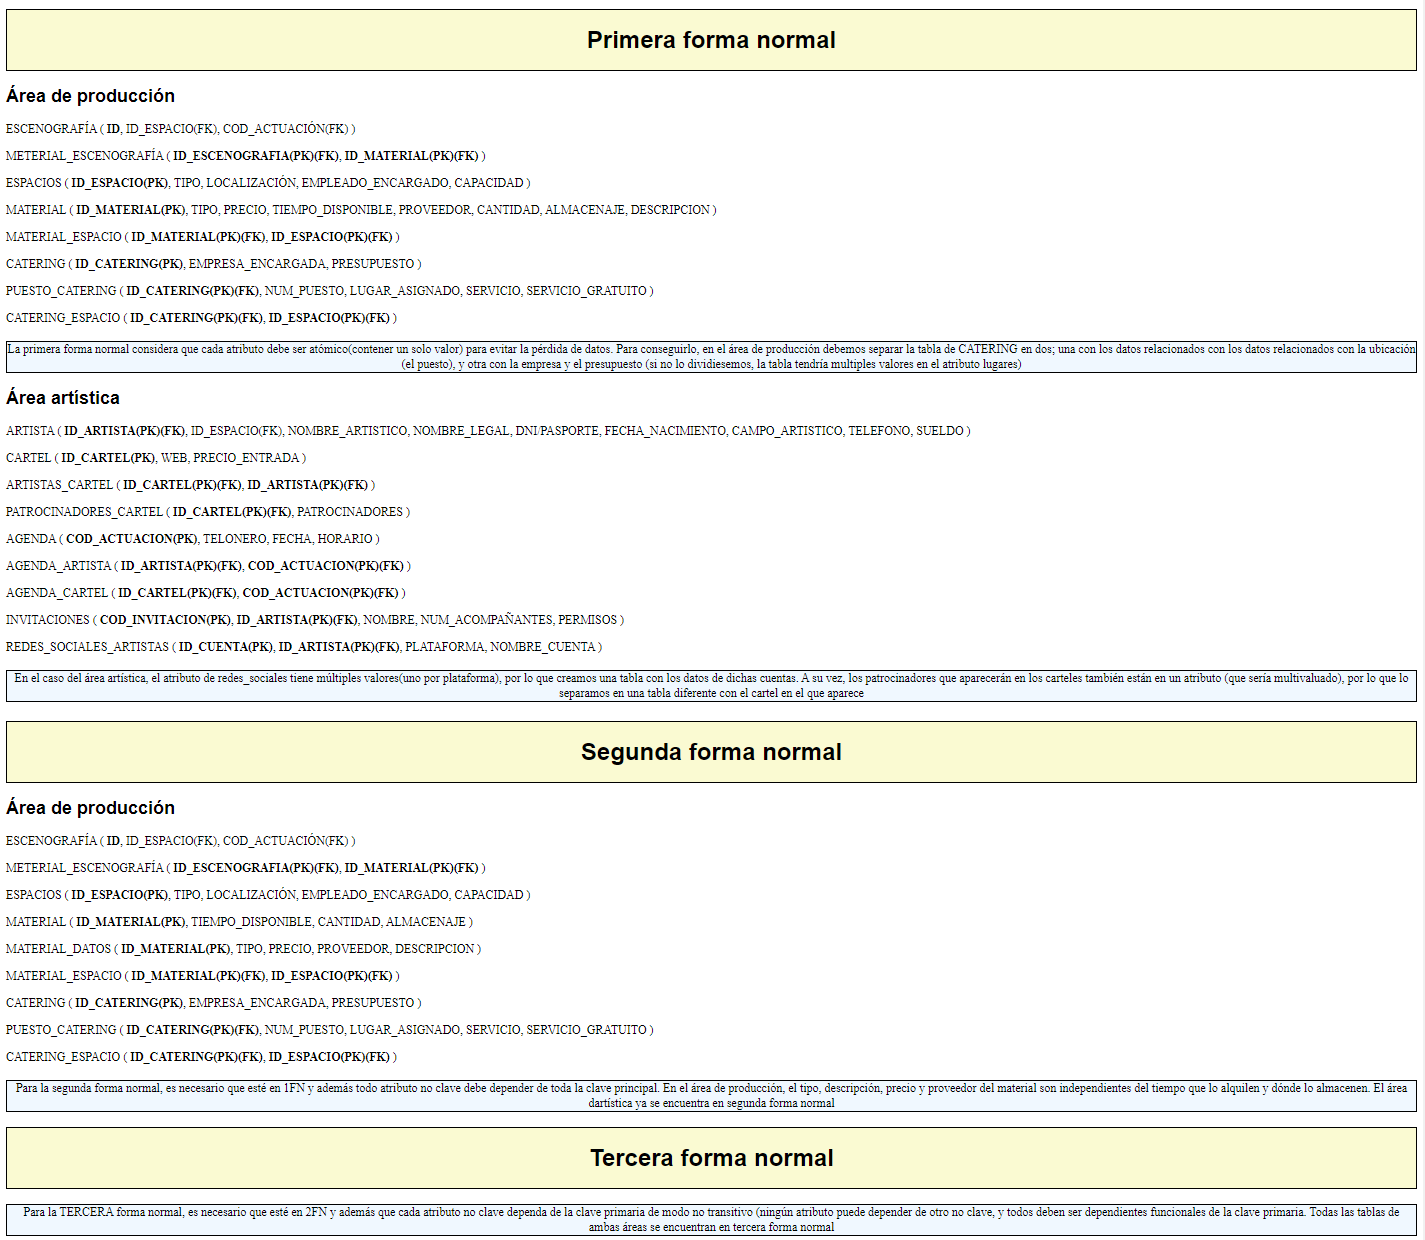 Primera forma normal
Área de producción
ESCENOGRAFÍA ( ID, ID_ESPACIO(FK), COD_ACTUACIÓN(FK) )
METERIAL_ESCENOGRAFÍA ( ID_ESCENOGRAFIA(PK)(FK), ID_MATERIAL(PK)(FK) )
ESPACIOS ( ID_ESPACIO(PK), TIPO, LOCALIZACIÓN, EMPLEADO_ENCARGADO, CAPACIDAD )
MATERIAL ( ID_MATERIAL(PK), TIPO, PRECIO, TIEMPO_DISPONIBLE, PROVEEDOR, CANTIDAD, ALMACENAJE, DESCRIPCION )
MATERIAL_ESPACIO ( ID_MATERIAL(PK)(FK), ID_ESPACIO(PK)(FK) )
CATERING ( ID_CATERING(PK), EMPRESA_ENCARGADA, PRESUPUESTO )
PUESTO_CATERING ( ID_CATERING(PK)(FK), NUM_PUESTO, LUGAR_ASIGNADO, SERVICIO, SERVICIO_GRATUITO )
CATERING_ESPACIO ( ID_CATERING(PK)(FK), ID_ESPACIO(PK)(FK) )
La primera forma normal considera que cada atributo debe ser atómico(contener un solo valor) para evitar la pérdida de datos. Para conseguirlo, en el área de producción debemos separar la tabla de CATERING en dos; una con los datos relacionados con los datos relacionados con la ubicación
(el puesto), y otra con la empresa y el presupuesto (si no lo dividiesemos, la tabla tendría multiples valores en el atributo lugares)
Área artística
ARTISTA ( ID_ARTISTA(PK)(FK), ID_ESPACIO(FK), NOMBRE_ARTISTICO, NOMBRE_LEGAL, DNI/PASPORTE, FECHA_NACIMIENTO, CAMPO_ARTISTICO, TELEFONO, SUELDO )
CARTEL ( ID_CARTEL(PK), WEB, PRECIO_ENTRADA )
ARTISTAS_CARTEL ( ID_CARTEL(PK)(FK), ID_ARTISTA(PK)(FK) )
PATROCINADORES_CARTEL ( ID_CARTEL(PK)(FK), PATROCINADORES )
AGENDA ( COD_ACTUACION(PK), TELONERO, FECHA, HORARIO )
AGENDA_ARTISTA ( ID_ARTISTA(PK)(FK), COD_ACTUACION(PK)(FK) )
AGENDA_CARTEL ( ID_CARTEL(PK)(FK), COD_ACTUACION(PK)(FK) )
INVITACIONES ( COD_INVITACION(PK), ID_ARTISTA(PK)(FK), NOMBRE, NUM_ACOMPAÑANTES, PERMISOS )
REDES_SOCIALES_ARTISTAS ( ID_CUENTA(PK), ID_ARTISTA(PK)(FK), PLATAFORMA, NOMBRE_CUENTA )
En el caso del área artística, el atributo de redes_sociales tiene múltiples valores(uno por plataforma), por lo que creamos una tabla con los datos de dichas cuentas. A su vez, los patrocinadores que aparecerán en los carteles también están en un atributo (que sería multivaluado), por lo que lo
separamos en una tabla diferente con el cartel en el que aparece
Segunda forma normal
Área de producción
ESCENOGRAFÍA ( ID, ID_ESPACIO(FK), COD_ACTUACIÓN(FK) )
METERIAL_ESCENOGRAFÍA ( ID_ESCENOGRAFIA(PK)(FK), ID_MATERIAL(PK)(FK) )
ESPACIOS ( ID_ESPACIO(PK), TIPO, LOCALIZACIÓN, EMPLEADO_ENCARGADO, CAPACIDAD )
MATERIAL ( ID_MATERIAL(PK), TIEMPO_DISPONIBLE, CANTIDAD, ALMACENAJE )
MATERIAL_DATOS ( ID_MATERIAL(PK), TIPO, PRECIO, PROVEEDOR, DESCRIPCION )
MATERIAL_ESPACIO ( ID_MATERIAL(PK)(FK), ID_ESPACIO(PK)(FK) )
CATERING ( ID_CATERING(PK), EMPRESA_ENCARGADA, PRESUPUESTO )
PUESTO_CATERING ( ID_CATERING(PK)(FK), NUM_PUESTO, LUGAR_ASIGNADO, SERVICIO, SERVICIO_GRATUITO )
CATERING_ESPACIO ( ID_CATERING(PK)(FK), ID_ESPACIO(PK)(FK) )
Para la segunda forma normal, es necesario que esté en 1FN y además todo atributo no clave debe depender de toda la clave principal. En el área de producción, el tipo, descripción, precio y proveedor del material son independientes del tiempo que lo alquilen y dónde lo almacenen. El área
dartística ya se encuentra en segunda forma normal
Tercera forma normal
Para la TERCERA forma normal, es necesario que esté en 2FN y además que cada atributo no clave dependa de la clave primaria de modo no transitivo (ningún atributo puede depender de otro no clave, y todos deben ser dependientes funcionales de la clave primaria. Todas las tablas de
ambas áreas se encuentran en tercera forma normal